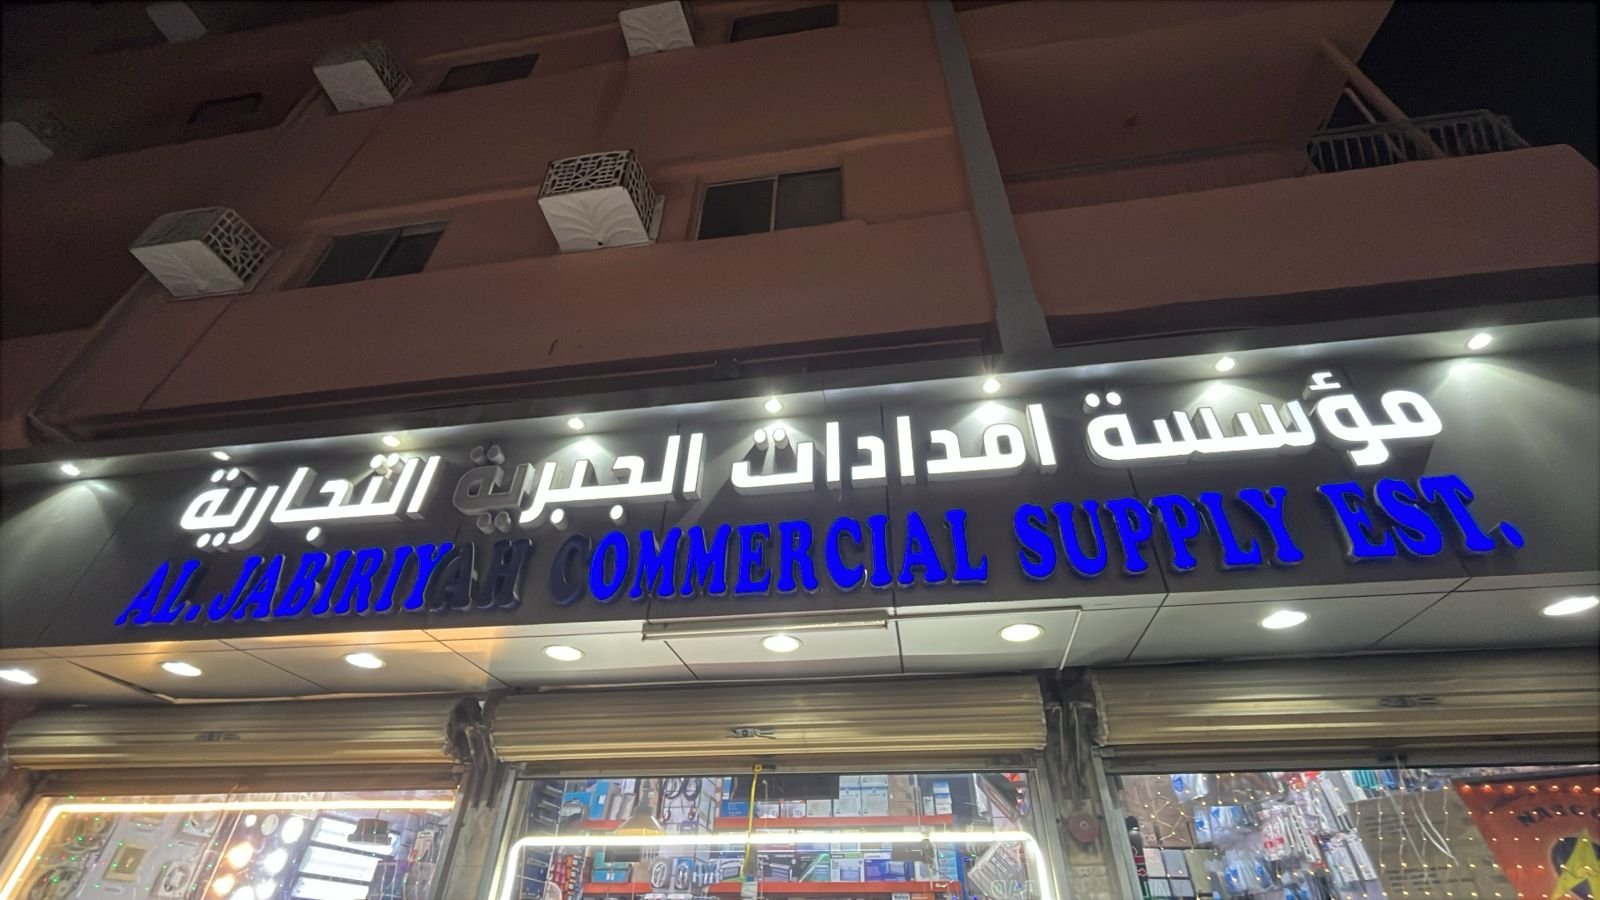 مؤسسة امدادات الجبرية التجارية
AL.JABIRIYAH COMMERCIAL SUPPLY EST.